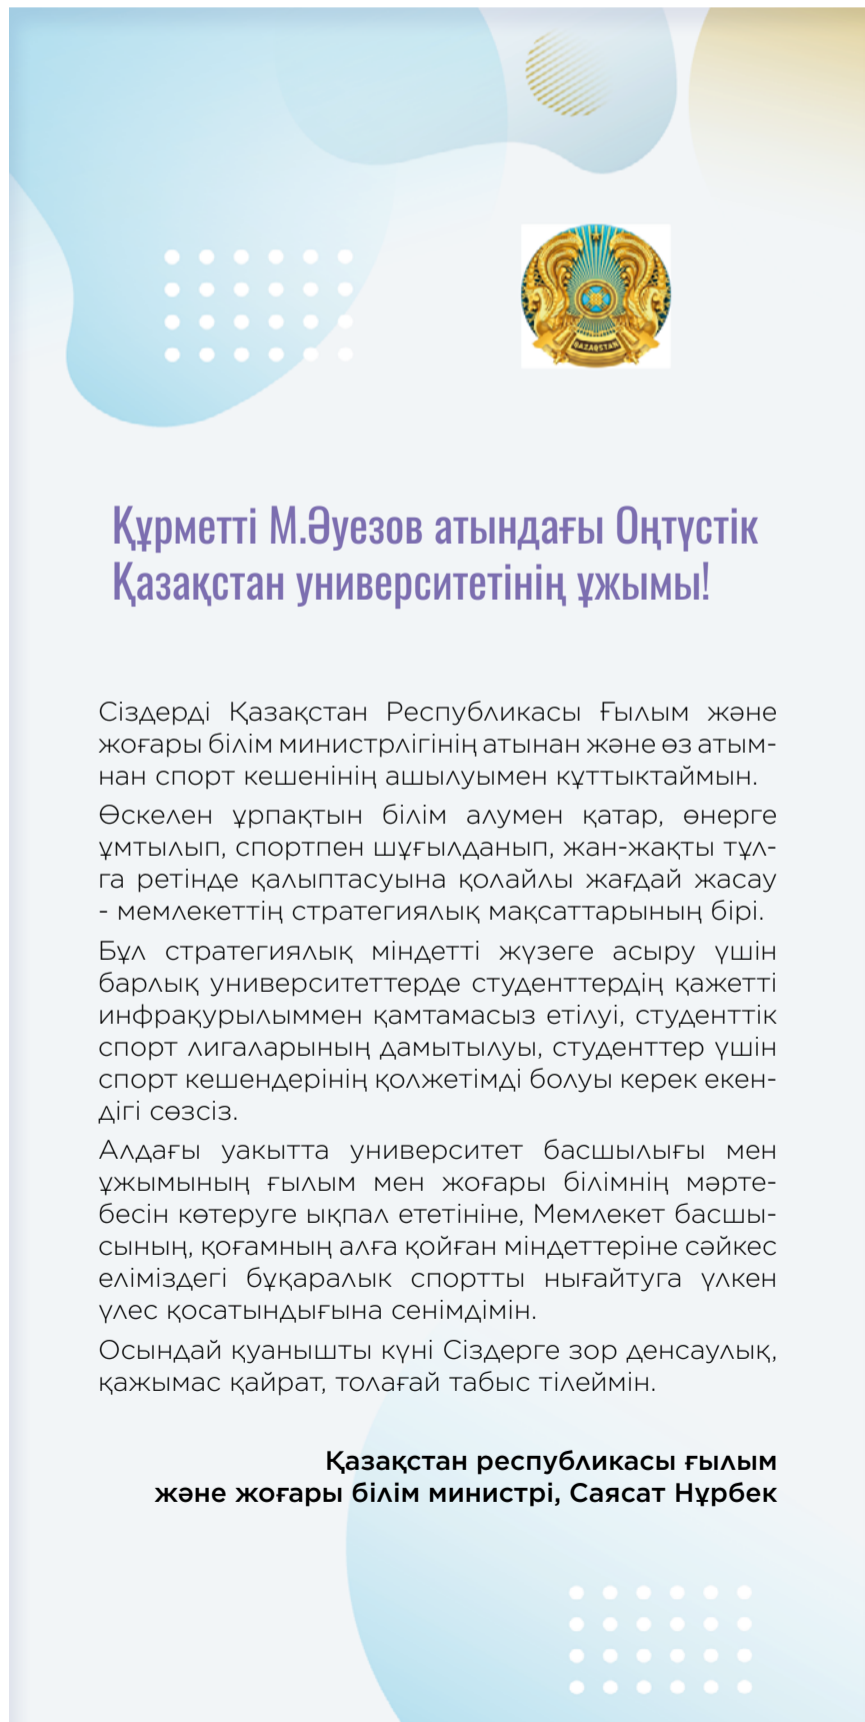 QAZAQSTAN
Құрметті М.Әуезов атындағы Оңтүстік
Қазақстан университетінің ұжымы!
Сіздерді Қазақстан Республикасы Ғылым және
жоғары білім министрлігінің атынан және өз атым-
нан спорт кешенінің ашылуымен құттыктаймын.
Өскелен ұрпақтын білім алумен қатар, өнерге
ұмтылып, спортпен шұғылданып, жан-жақты тұл-
га ретінде қалыптасуына қолайлы жағдай жасау
- мемлекеттің стратегиялық мақсаттарының бірі.
Бұл стратегиялық міндетті жүзеге асыру үшін
барлық университеттерде студенттердің қажетті
инфрақурылыммен қамтамасыз етілуі, студенттік
спорт лигаларының дамытылуы, студенттер үшін
спорт кешендерінің қолжетімді болуы керек екен-
дігі сөзсіз.
Алдағы уакытта университет басшылығы мен
ұжымының ғылым мен жоғары білімнің мәрте-
бесін көтеруге ықпал ететініне, Мемлекет басшы-
сының, қоғамның алға қойған міндеттеріне сәйкес
еліміздегі бұқаралык спортты нығайтуга үлкен
үлес қосатындығына сенімдімін.
Осындай қуанышты күні Сіздерге зор денсаулық,
қажымас қайрат, толағай табыс тілеймін.
Қазақстан республикасы ғылым
және жоғары білім министрі, Саясат Нұрбек